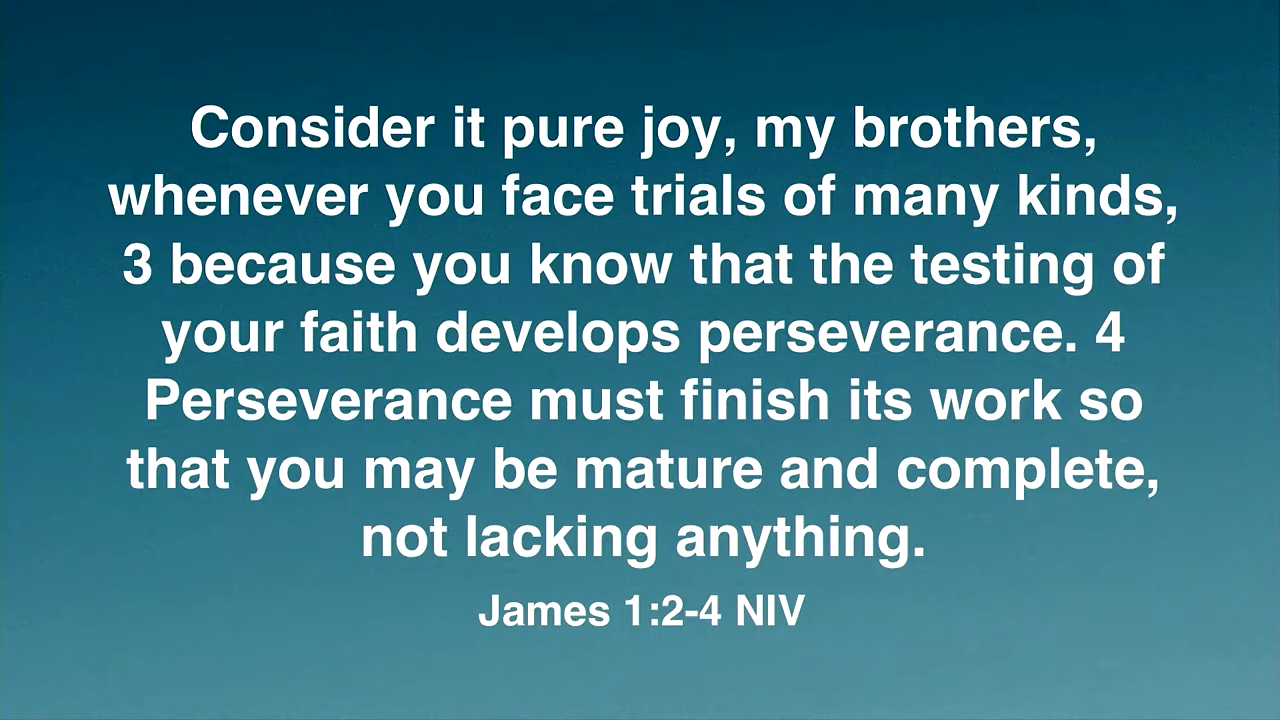 Consider it pure joy, my brothers,
whenever you face trials of many kinds,
3 because you know that the testing of
your faith develops perseverance. 4
Perseverance must finish its work so
that you may be mature and complete,
not lacking anything.
James 1:2-4 NIV